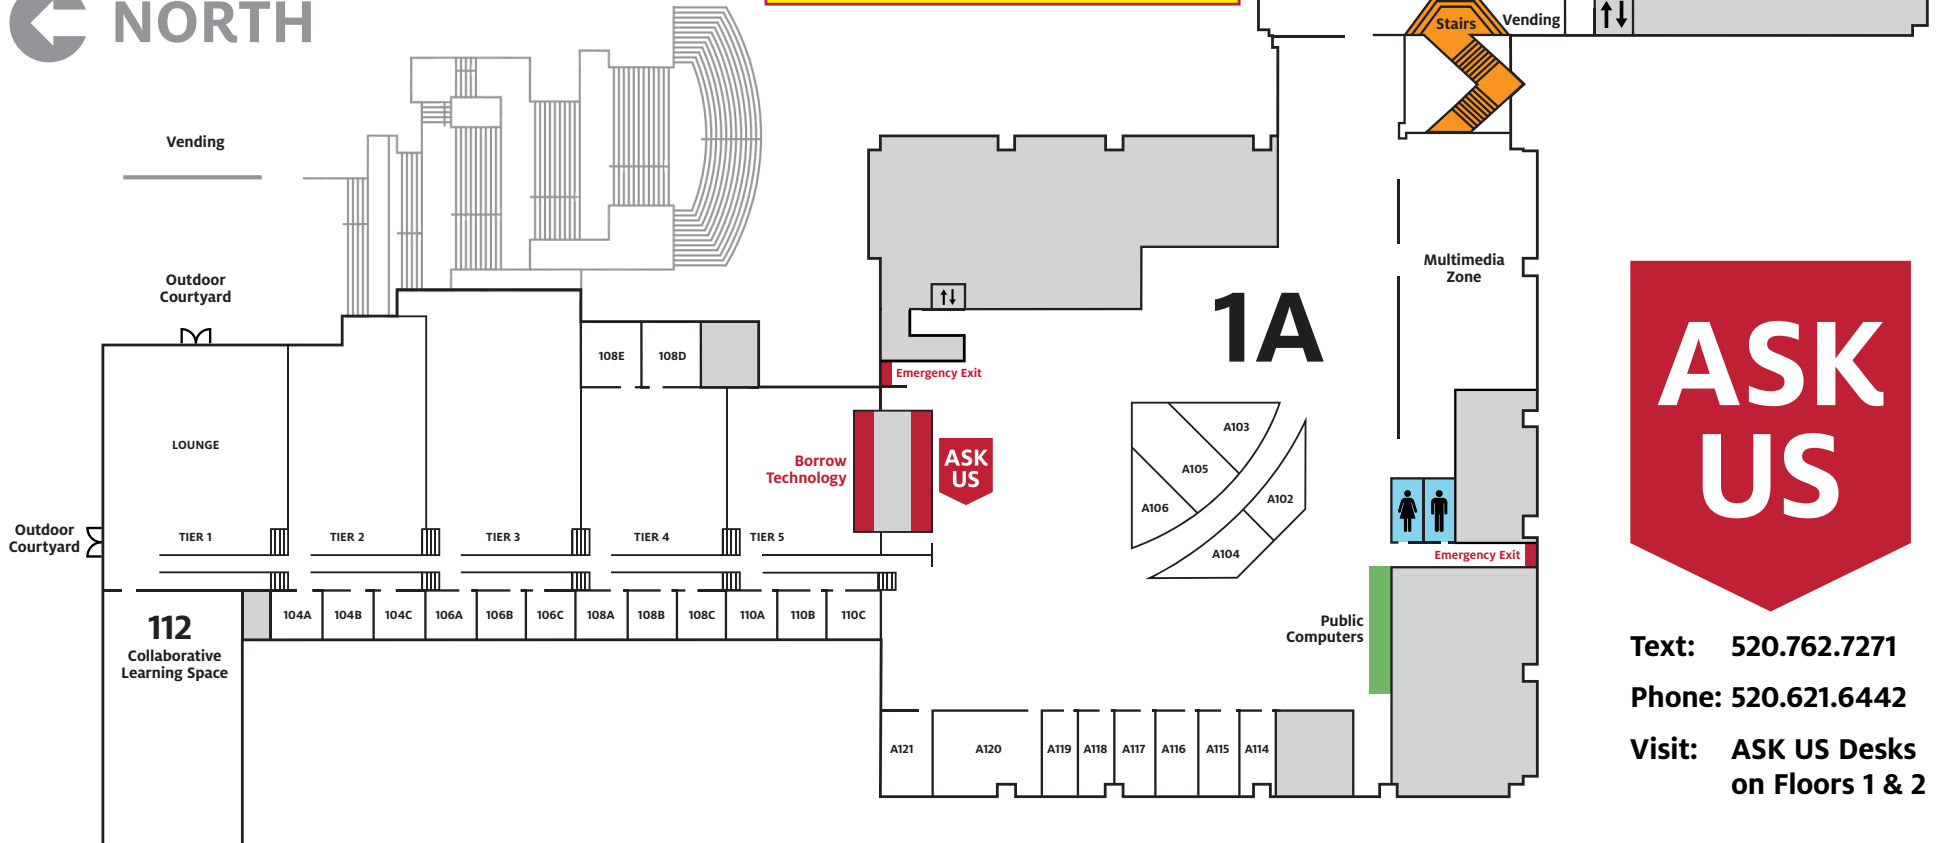 NORTH
Stairs
Vending
Vending
Outdoor
Courtyard
Multimedia
Zone
1A
108E
108D
Emergency Exit
LOUNGE
Borrow
Technology
ASK
US
A103
A105
A106
A102
A104
Outdoor
Courtyard
TIER 1
TIER 2
TIER 3
TIER 4
TIER 5
Emergency Exit
112
Collaborative
Learning Space
104A
104B
104C
106A
106B
106C
108A
108B
108C
110A
110B
110C
Public
Computers
A121
A120
A119
A118
A117
A116
A115
A114
ASK
US
Text: 520.762.7271
Phone: 520.621.6442
Visit: ASK US Desks
on Floors 1 & 2